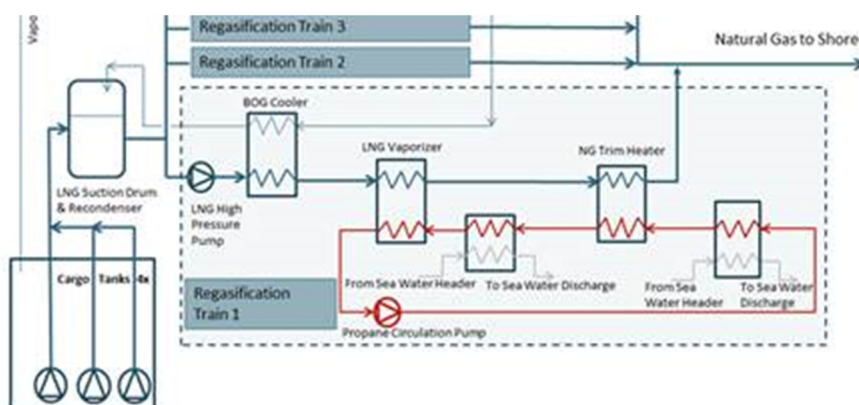 Vapo
Regasification Train 3
Natural Gas to Shore
Regasification Train 2
BOG Cooler
LNG Vaporizer
NG Trim Heater
LNG Suction Drum
& Recondenser
LNG High
Pressure
Pump
Cargo Tanks 4x
From Sea Water Header
To Sea Water Discharge
From Sea
Water Header
To Sea Water
Discharge
Regasification
Train 1
Propane Circulation Pump